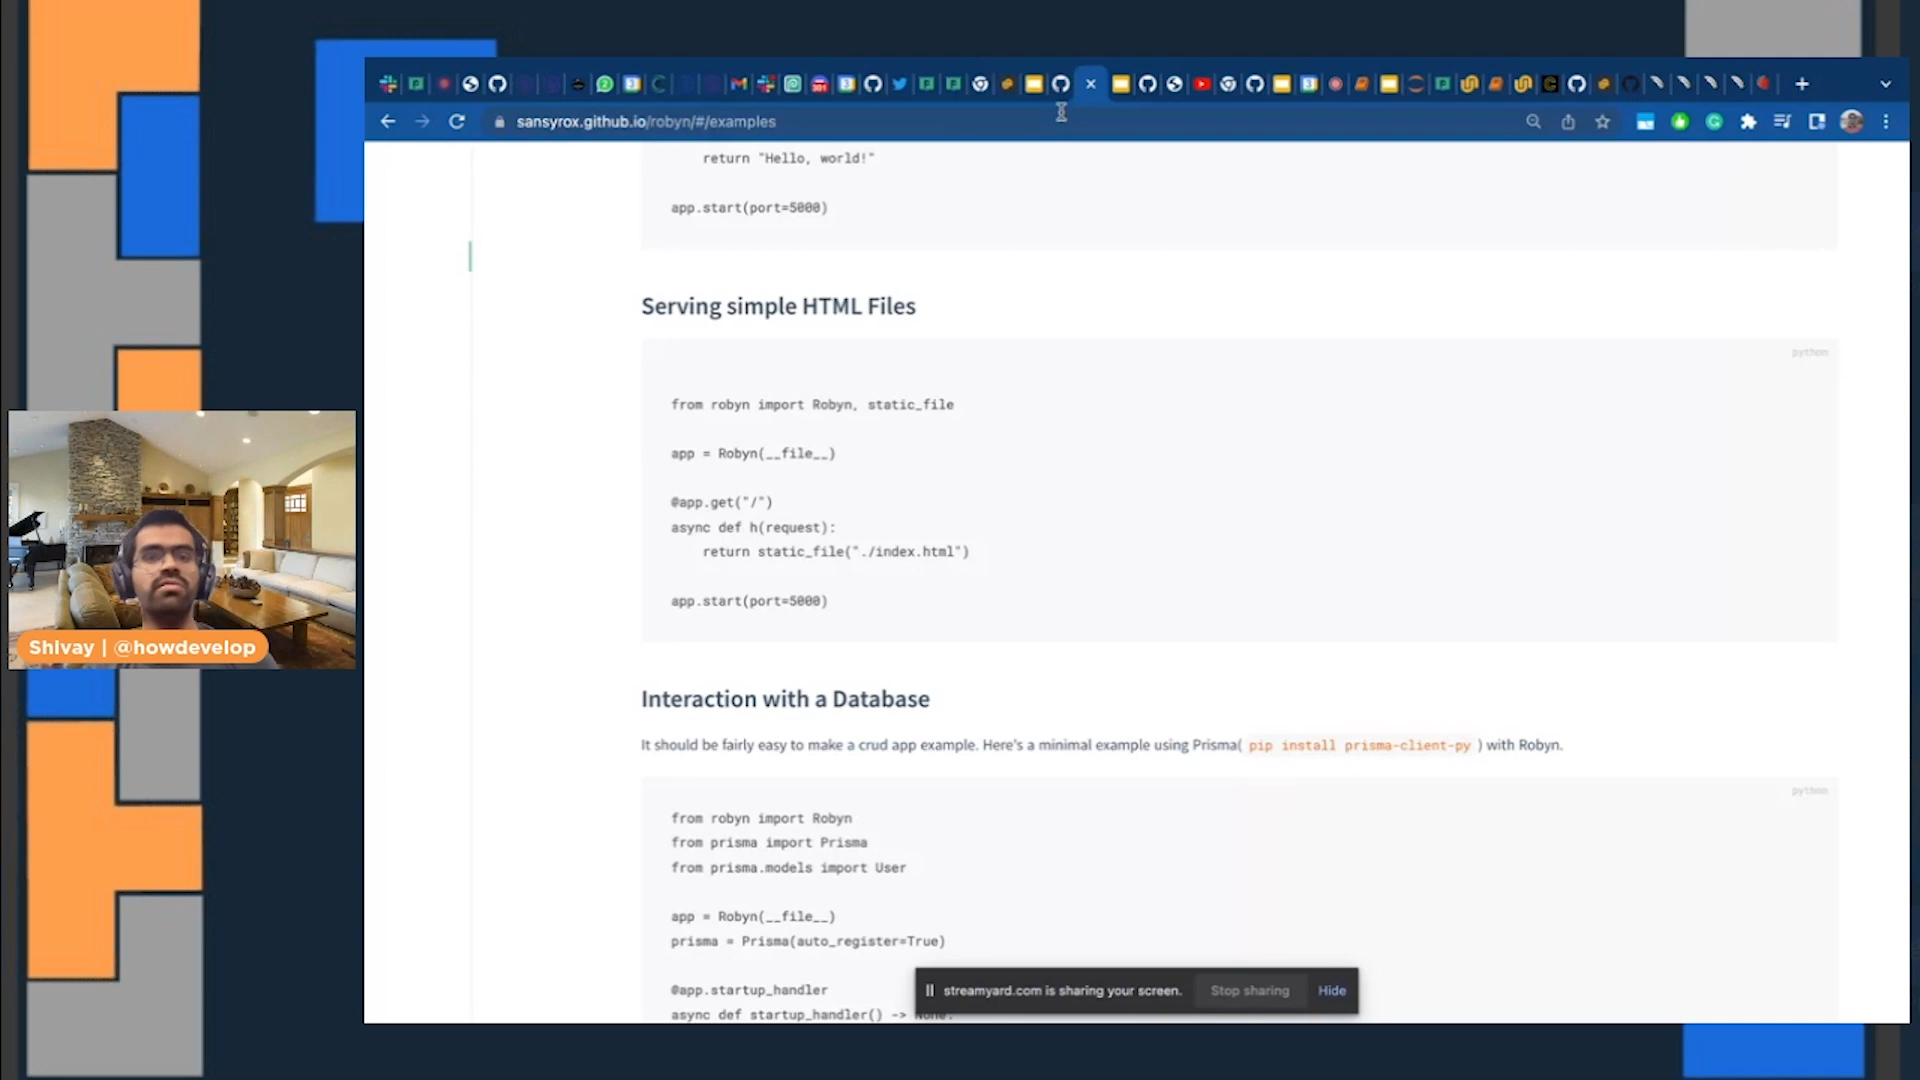 sansyrox.github.io/robyn/#/examples
return "Hello, world!"
app.start(port=5000)
Serving simple HTML Files
python
from robyn import Robyn, static_file
app = Robyn(__file__)
@app.get("/")
async def h(request):
return static_file("./index.html")
app.start(port=5000)
Interaction with a Database
It should be fairly easy to make a crud app example. Here's a minimal example using Prisma( pip install prisma-client-py ) with Robyn.
python
from robyn import Robyn
from prisma import Prisma
from prisma.models import User
app = Robyn(__file__)
prisma = Prisma(auto_register=True)
@app.startup_handler
async def startup_handler() -> None:
streamyard.com is sharing your screen.
Stop sharing
Hide
Shivay | @howdevelop